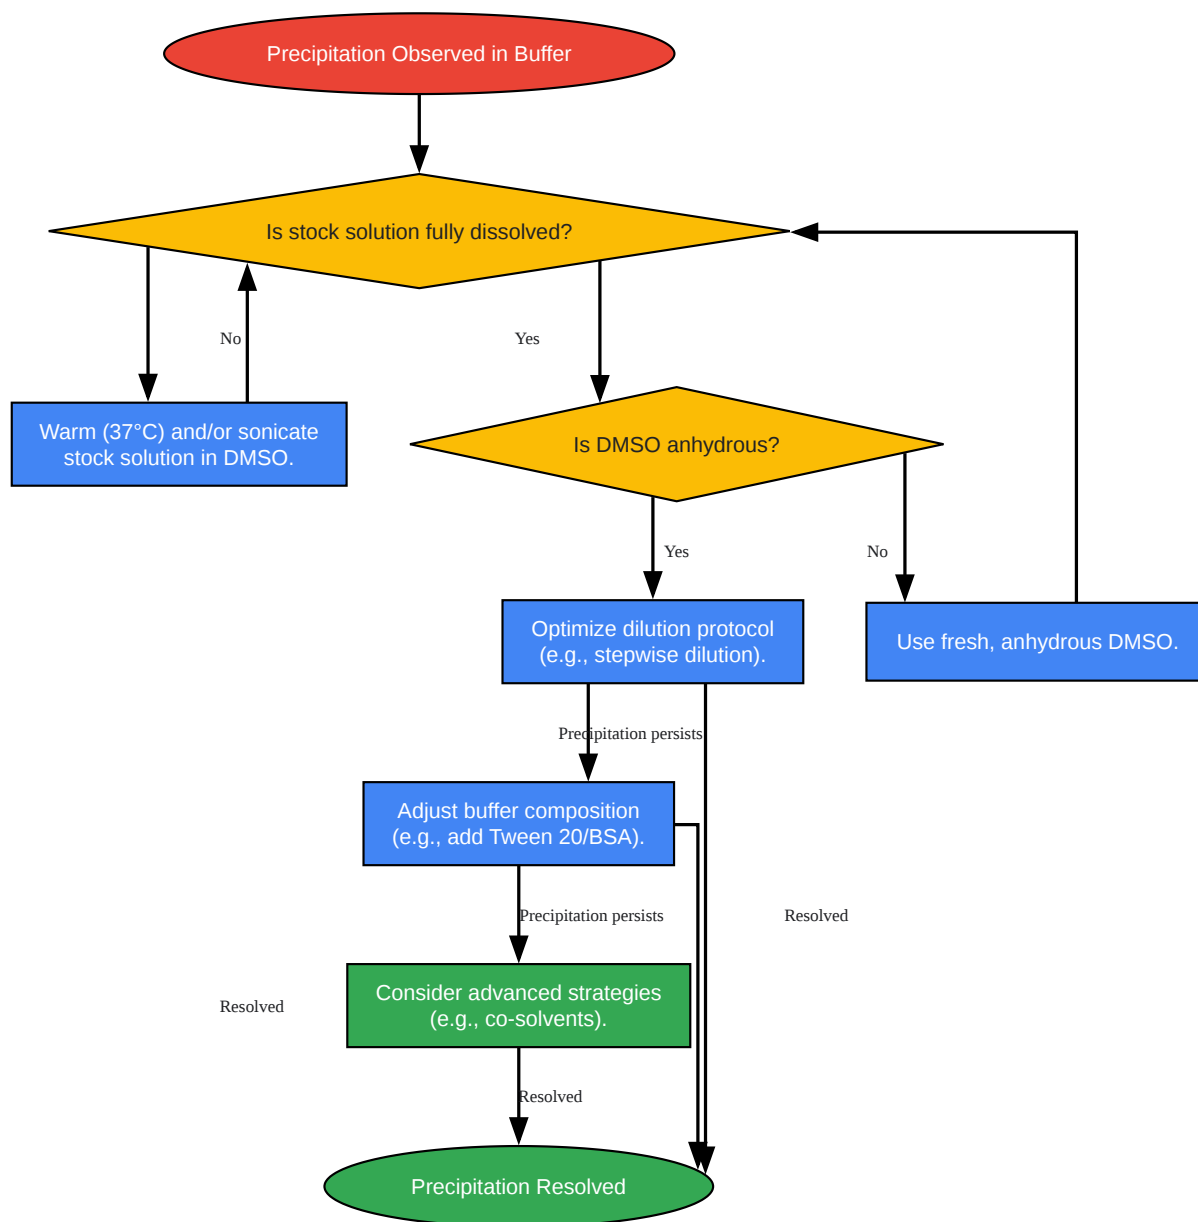 Precipitation Observed in Buffer
Is stock solution fully dissolved?
No
Yes
Warm (37°C) and/or sonicate
stock solution in DMSO.
Is DMSO anhydrous?
Yes
No
Optimize dilution protocol
(e.g., stepwise dilution).
Use fresh, anhydrous DMSO.
Precipitation persists
Adjust buffer composition
(e.g., add Tween 20/BSA).
Precipitation persists
Resolved
Consider advanced strategies
(e.g., co-solvents).
Resolved
Resolved
Precipitation Resolved